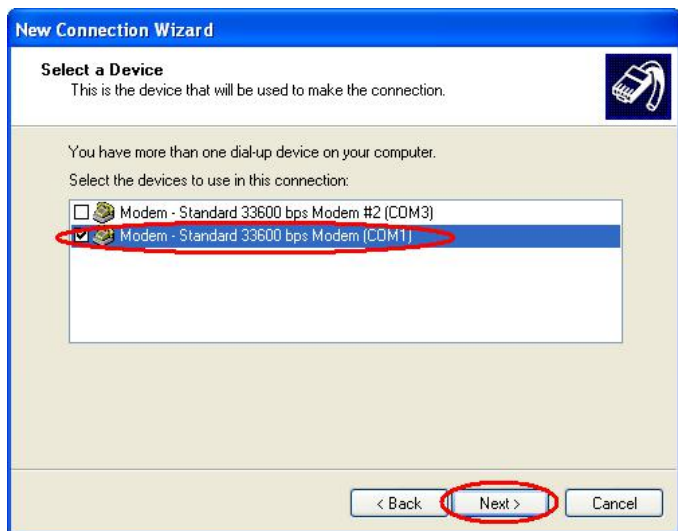 New Connection Wizard
Select a Device
This is the device that will be used to make the connection.
You have more than one dial-up device on your computer.
Select the devices to use in this connection:
Modem - Standard 33600 bps Modem #2 (COM3)
Modem - Standard 33600 bps Modem (COM1)
< Back Next > Cancel